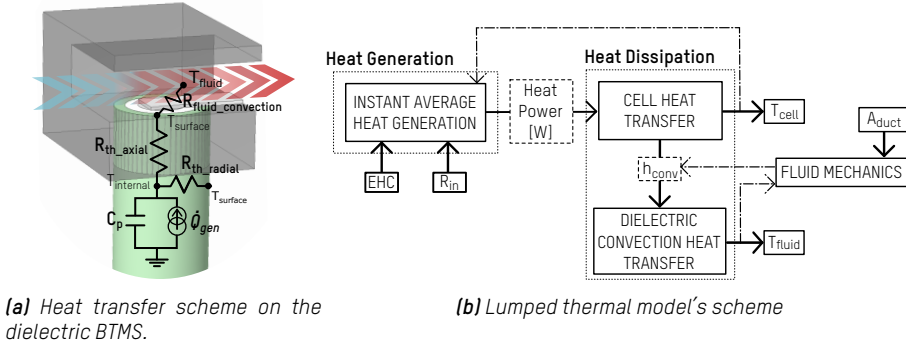 T_fluid
R_fluid_convection
T_surface
R_th_axial
R_th_radial
T_internal
T_surface
C_p
Q̇_gen
(a) Heat transfer scheme on the
dielectric BTMS.
Heat Generation
Heat Dissipation
INSTANT AVERAGE
HEAT GENERATION
Heat
Power
[W]
CELL HEAT
TRANSFER
T_cell
A_duct
EHC
R_in
h_conv
FLUID MECHANICS
DIELECTRIC
CONVECTION HEAT
TRANSFER
T_fluid
(b) Lumped thermal model's scheme